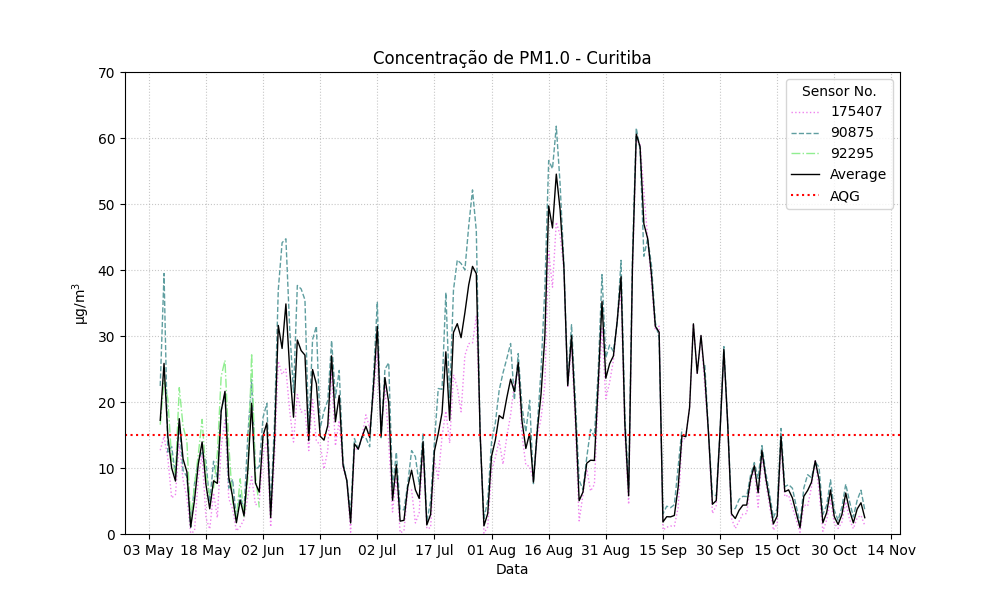 Concentração de PM1.0 - Curitiba
70
60
50
40
30
20
10
0
µg/m³
Sensor No.
175407
90875
92295
Average
AQG
03 May 18 May 02 Jun 17 Jun 02 Jul 17 Jul 01 Aug 16 Aug 31 Aug 15 Sep 30 Sep 15 Oct 30 Oct 14 Nov
Data